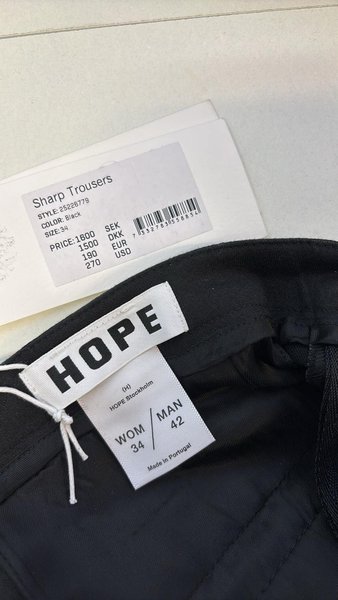 Sharp Trousers
STYLE: 25228779
COLOR: Black
SIZE: 34
PRICE: 1800 SEK
1500 DKK
190 EUR
270 USD
HOPE
(H)
HOPE Stockholm
WOM / MAN
34 / 42
Made in Portugal